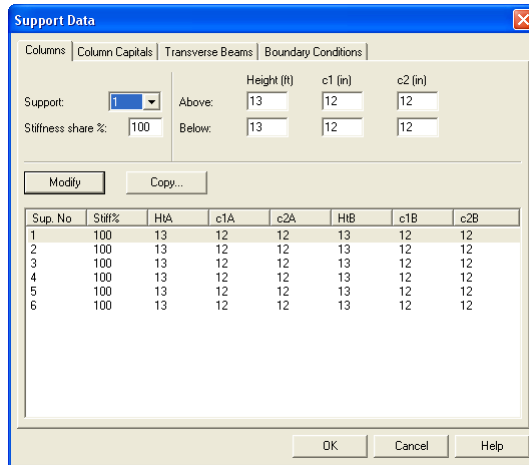 Support Data
Columns Column Capitals Transverse Beams Boundary Conditions
Height (ft) c1 (in) c2 (in)
Support: 1 Above: 13 12 12
Stiffness share %: 100 Below: 13 12 12
Modify Copy...
Sup. No Stiff% HtA c1A c2A HtB c1B c2B
1 100 13 12 12 13 12 12
2 100 13 12 12 13 12 12
3 100 13 12 12 13 12 12
4 100 13 12 12 13 12 12
5 100 13 12 12 13 12 12
6 100 13 12 12 13 12 12
OK Cancel Help